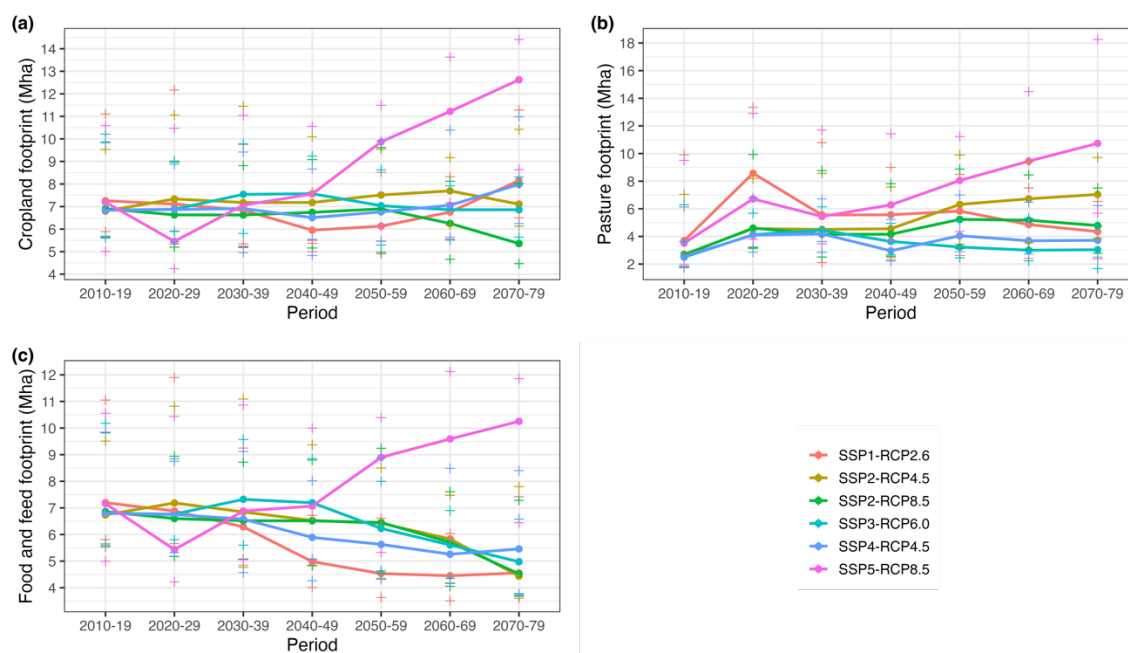 (a)
Cropland footprint (Mha)
14
13
12
11
10
9
8
7
6
5
4
2010-19 2020-29 2030-39 2040-49 2050-59 2060-69 2070-79
Period
(b)
Pasture footprint (Mha)
18
16
14
12
10
8
6
4
2
2010-19 2020-29 2030-39 2040-49 2050-59 2060-69 2070-79
Period
(c)
Food and feed footprint (Mha)
12
11
10
9
8
7
6
5
4
2010-19 2020-29 2030-39 2040-49 2050-59 2060-69 2070-79
Period
SSP1-RCP2.6
SSP2-RCP4.5
SSP2-RCP8.5
SSP3-RCP6.0
SSP4-RCP4.5
SSP5-RCP8.5